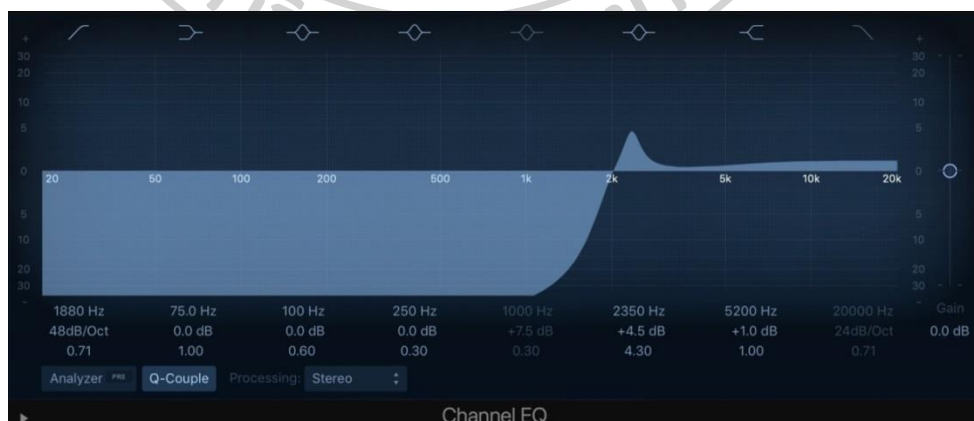 + +
30 30
20 20
10 10
5 5
0 20 50 100 200 500 1k 2k 5k 10k 20k 0
5 5
10 10
20 20
30 30
- -
1880 Hz 75.0 Hz 100 Hz 250 Hz 1000 Hz 2350 Hz 5200 Hz 20000 Hz Gain
48dB/Oct 0.0 dB 0.0 dB 0.0 dB +7.5 dB +4.5 dB +1.0 dB 24dB/Oct 0.0 dB
0.71 1.00 0.60 0.30 0.30 4.30 1.00 0.71
Analyzer PRE Q-Couple Processing: Stereo
Channel EQ